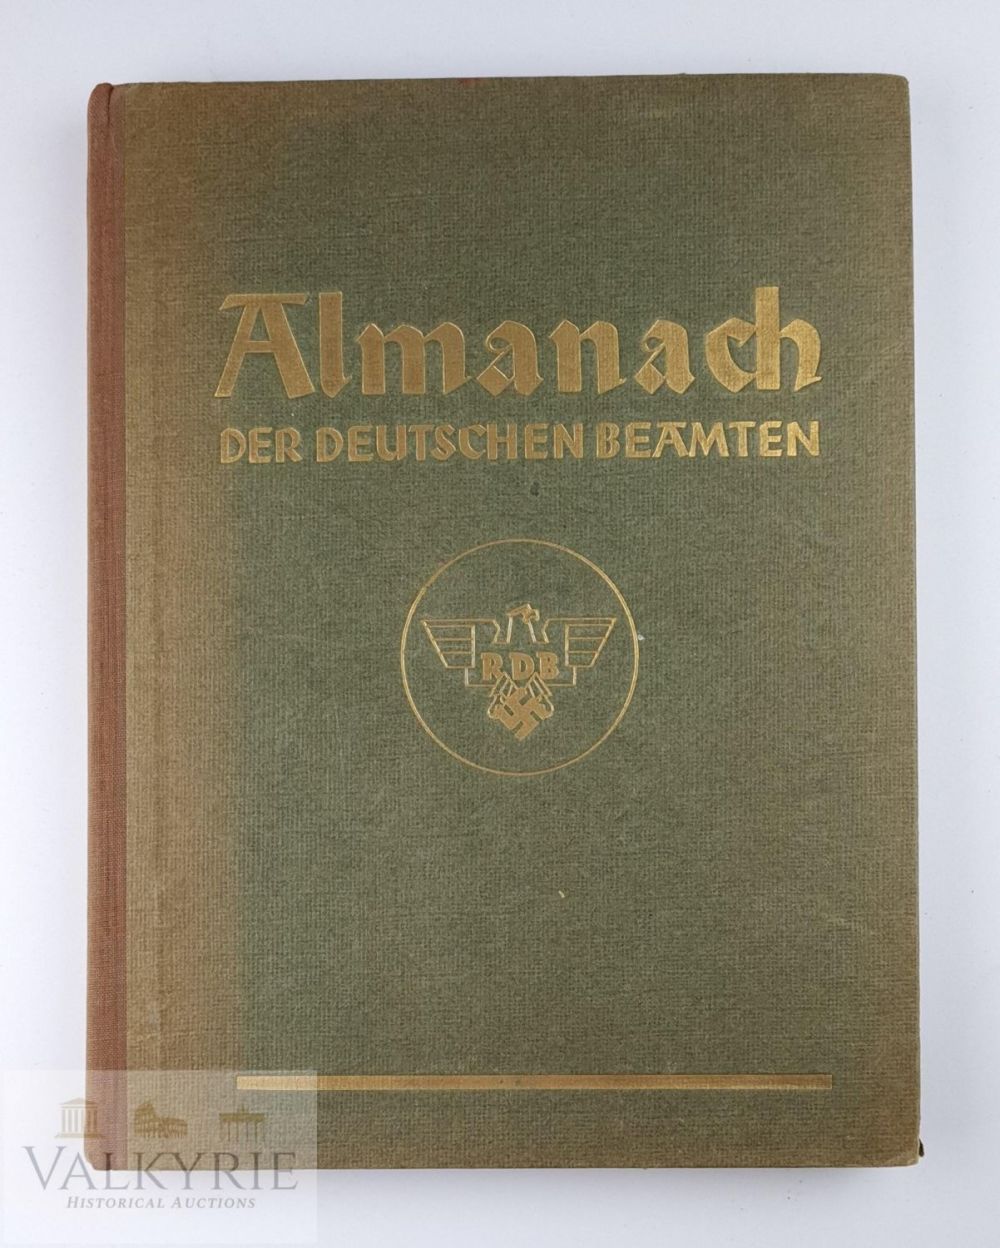 Almanach
DER DEUTSCHEN BEAMTEN
RDB
VALKYRIE
HISTORICAL AUCTIONS